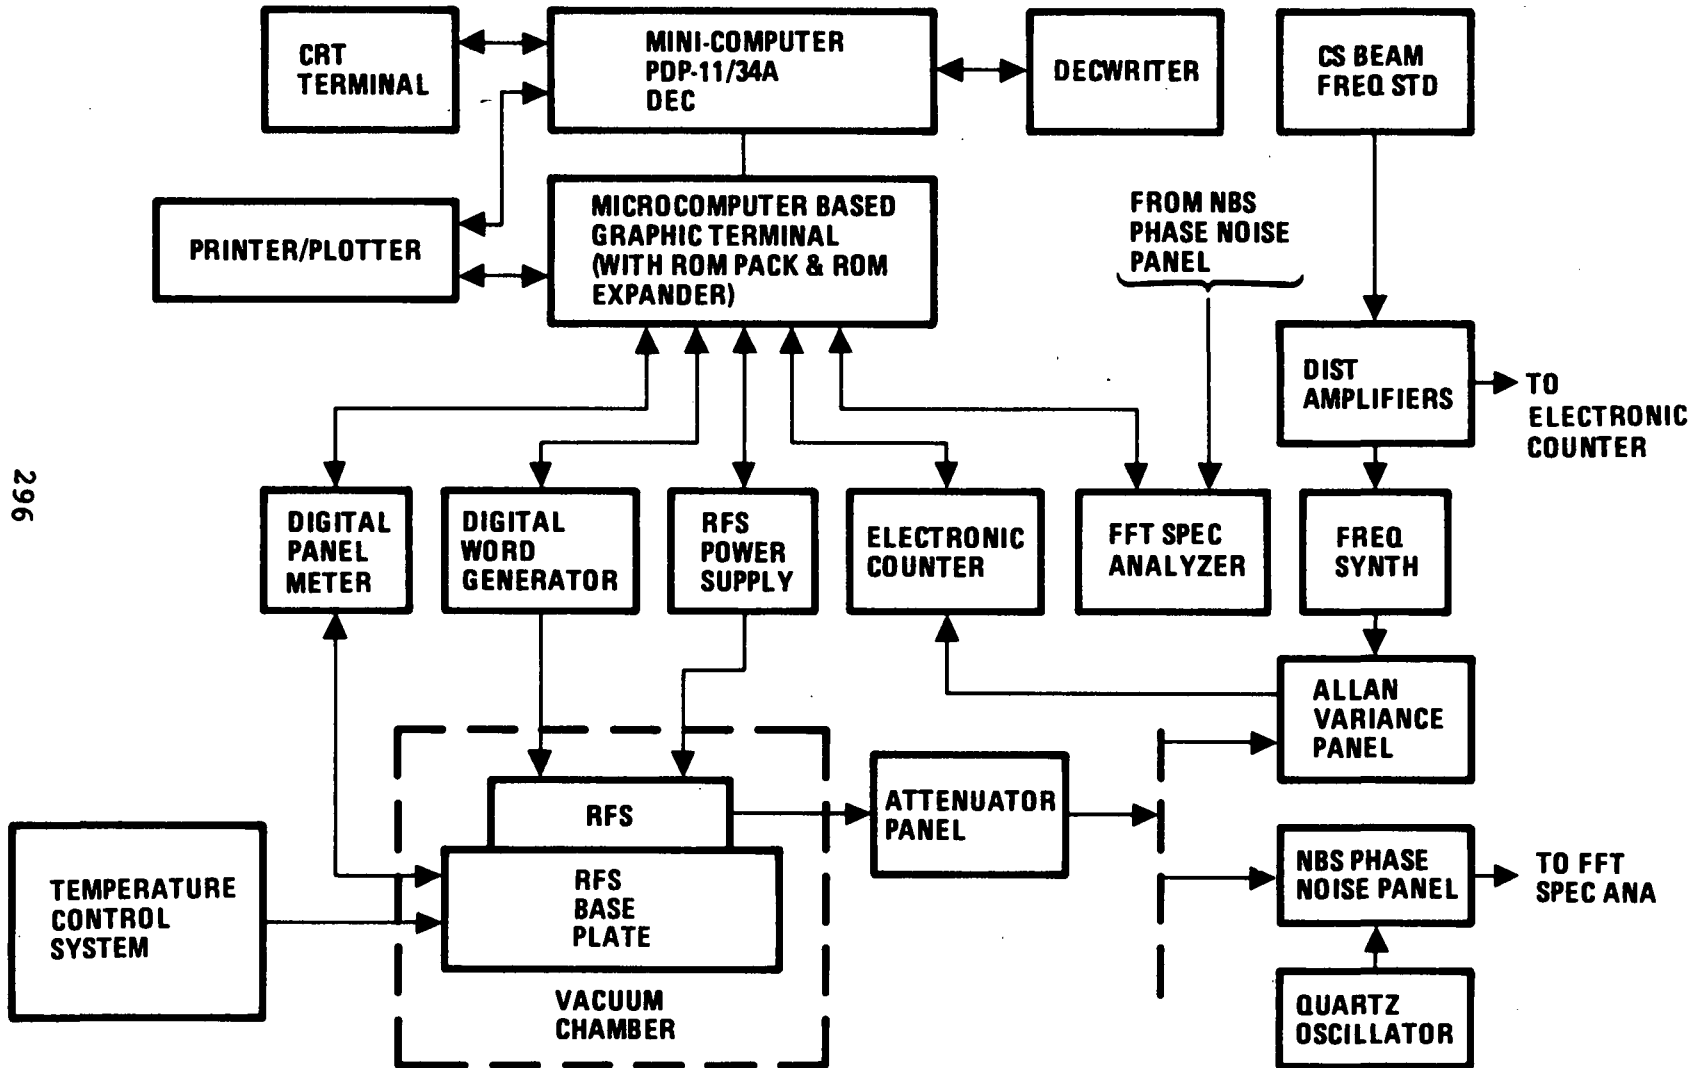 CRT
TERMINAL
MINI-COMPUTER
PDP-11/34A
DEC
DECWRITER
CS BEAM
FREQ STD
PRINTER/PLOTTER
MICROCOMPUTER BASED
GRAPHIC TERMINAL
(WITH ROM PACK & ROM
EXPANDER)
FROM NBS
PHASE NOISE
PANEL
DIST
AMPLIFIERS
TO
ELECTRONIC
COUNTER
296
DIGITAL
PANEL
METER
DIGITAL
WORD
GENERATOR
RFS
POWER
SUPPLY
ELECTRONIC
COUNTER
FFT SPEC
ANALYZER
FREQ
SYNTH
ALLAN
VARIANCE
PANEL
RFS
ATTENUATOR
PANEL
TEMPERATURE
CONTROL
SYSTEM
RFS
BASE
PLATE
NBS PHASE
NOISE PANEL
TO FFT
SPEC ANA
VACUUM
CHAMBER
QUARTZ
OSCILLATOR